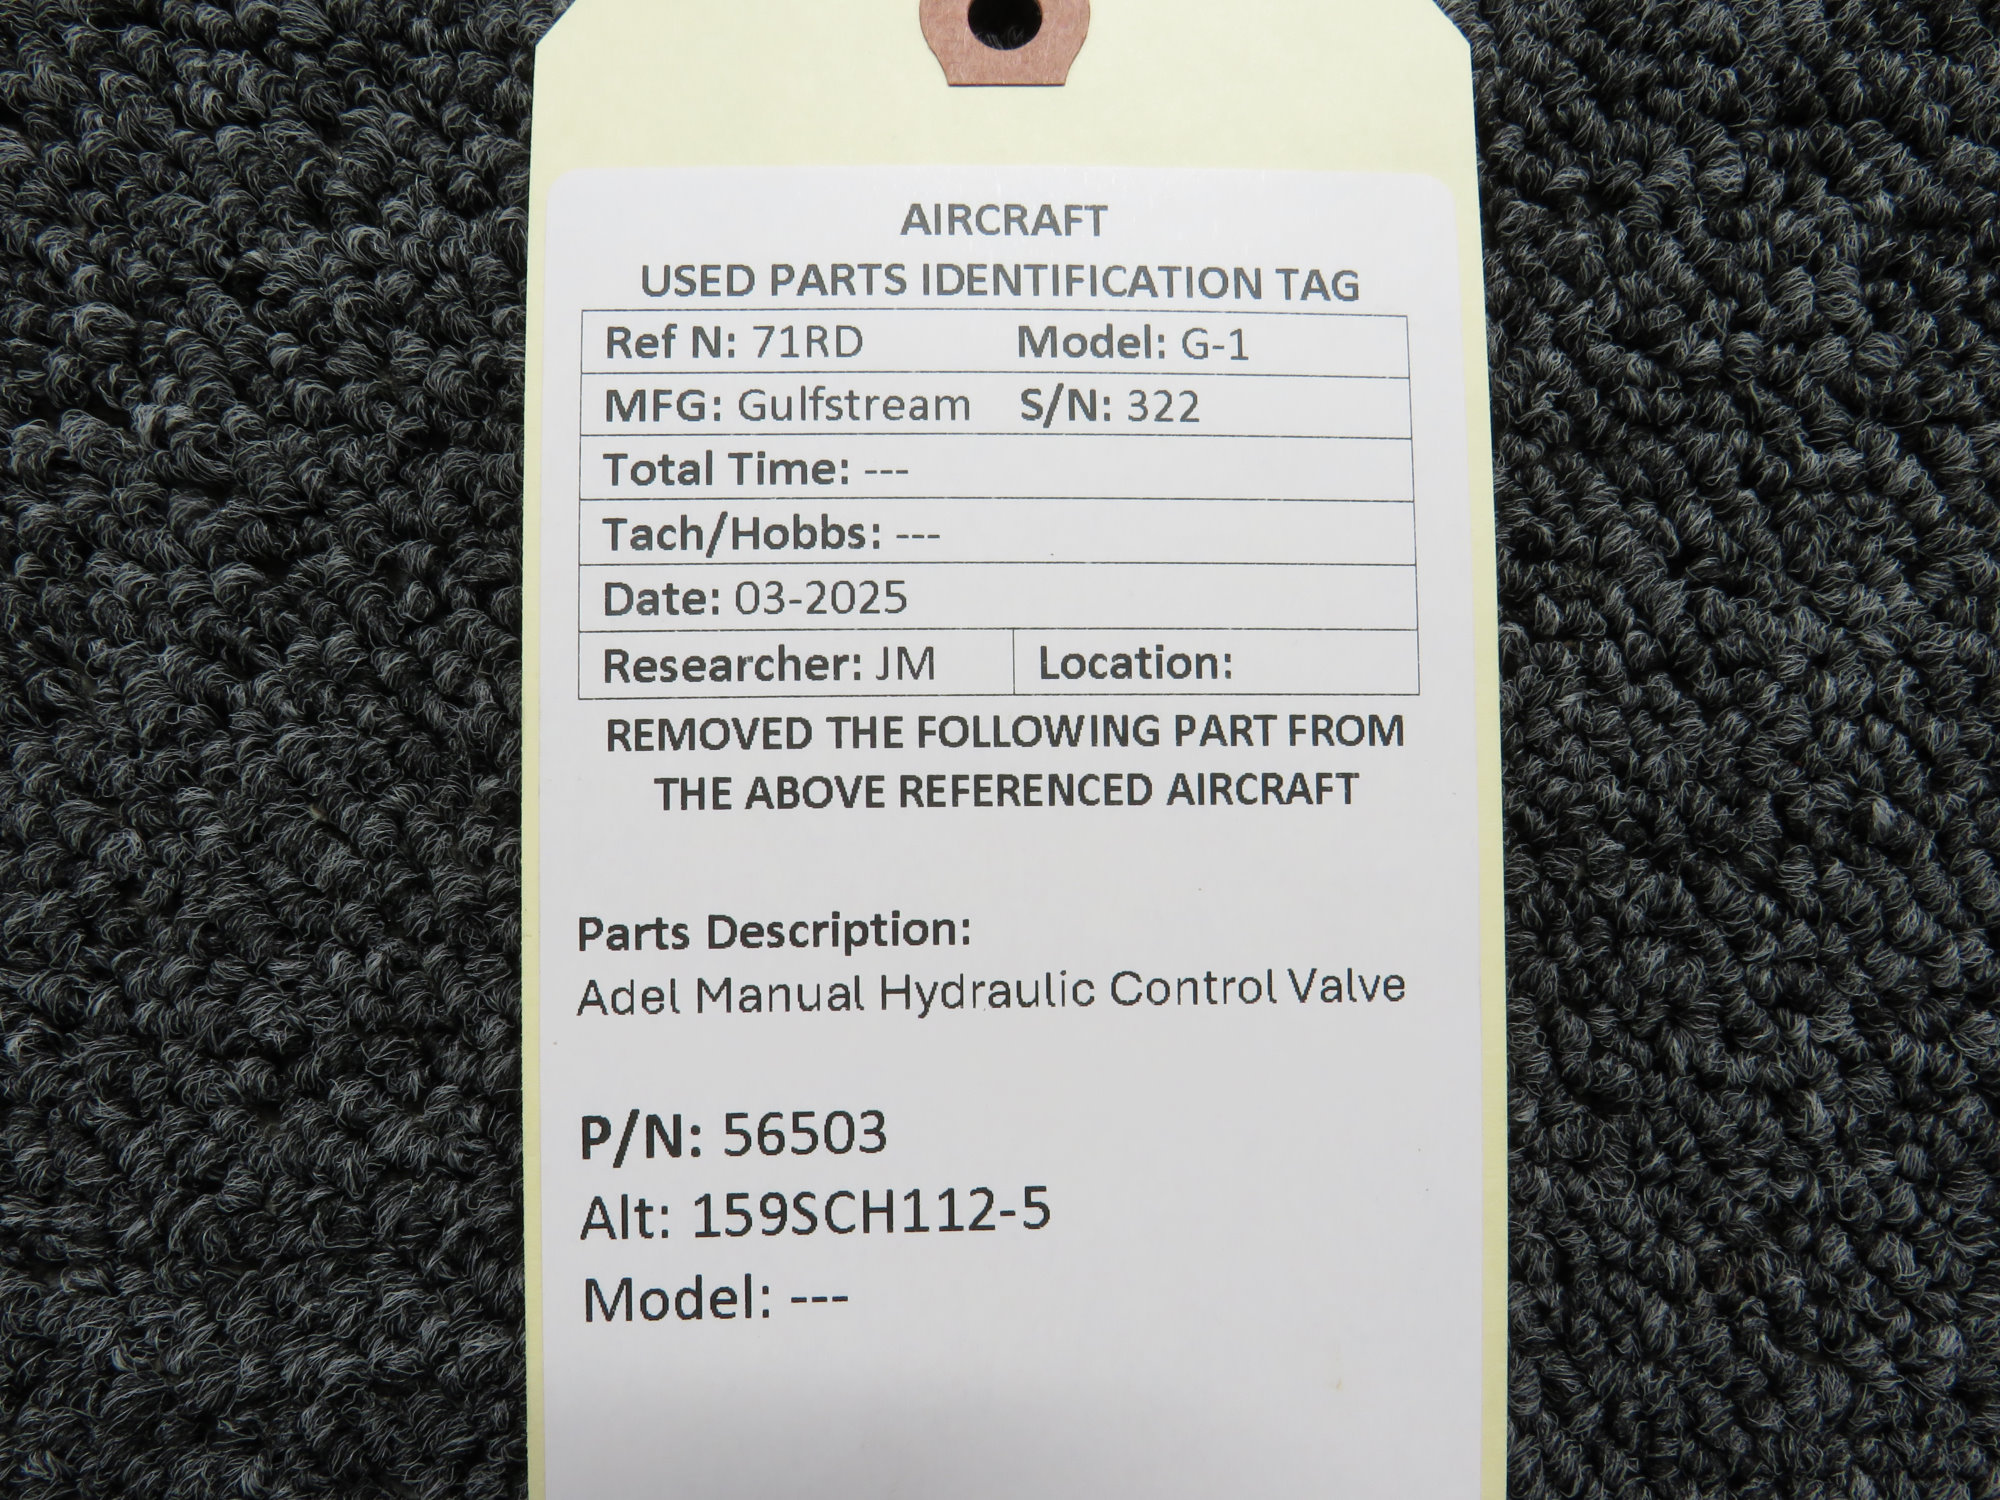 AIRCRAFT
USED PARTS IDENTIFICATION TAG
Ref N: 71RD Model: G-1
MFG: Gulfstream S/N: 322
Total Time: ---
Tach/Hobbs: ---
Date: 03-2025
Researcher: JM Location:
REMOVED THE FOLLOWING PART FROM
THE ABOVE REFERENCED AIRCRAFT
Parts Description:
Adel Manual Hydraulic Control Valve
P/N: 56503
Alt: 159SCH112-5
Model: ---